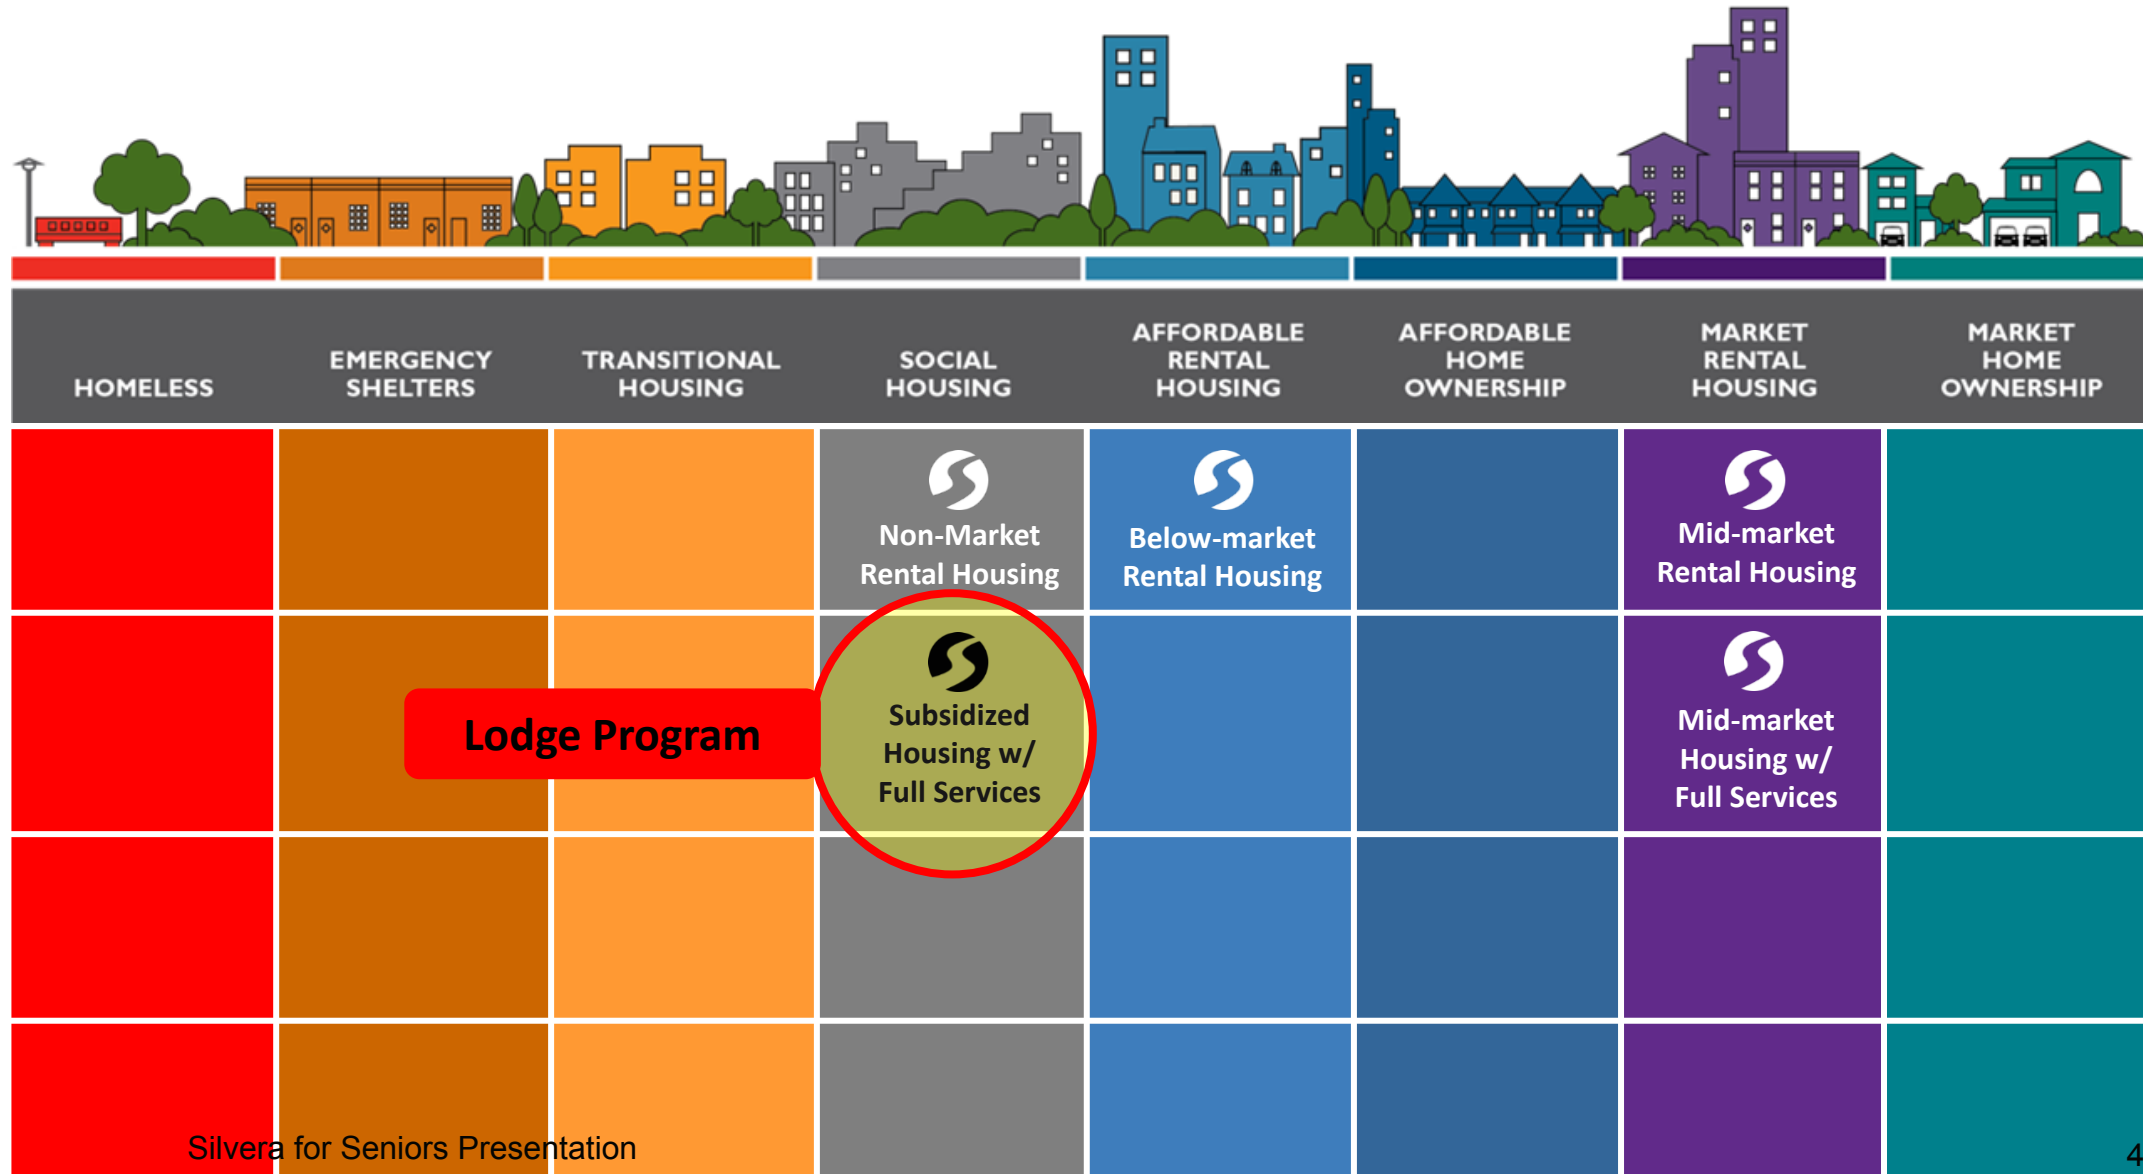 HOMELESS
EMERGENCY
SHELTERS
TRANSITIONAL
HOUSING
SOCIAL
HOUSING
AFFORDABLE
RENTAL
HOUSING
AFFORDABLE
HOME
OWNERSHIP
MARKET
RENTAL
HOUSING
MARKET
HOME
OWNERSHIP
Non-Market
Rental Housing
Below-market
Rental Housing
Mid-market
Rental Housing
Lodge Program
Subsidized
Housing w/
Full Services
Mid-market
Housing w/
Full Services
Silvera for Seniors Presentation
4